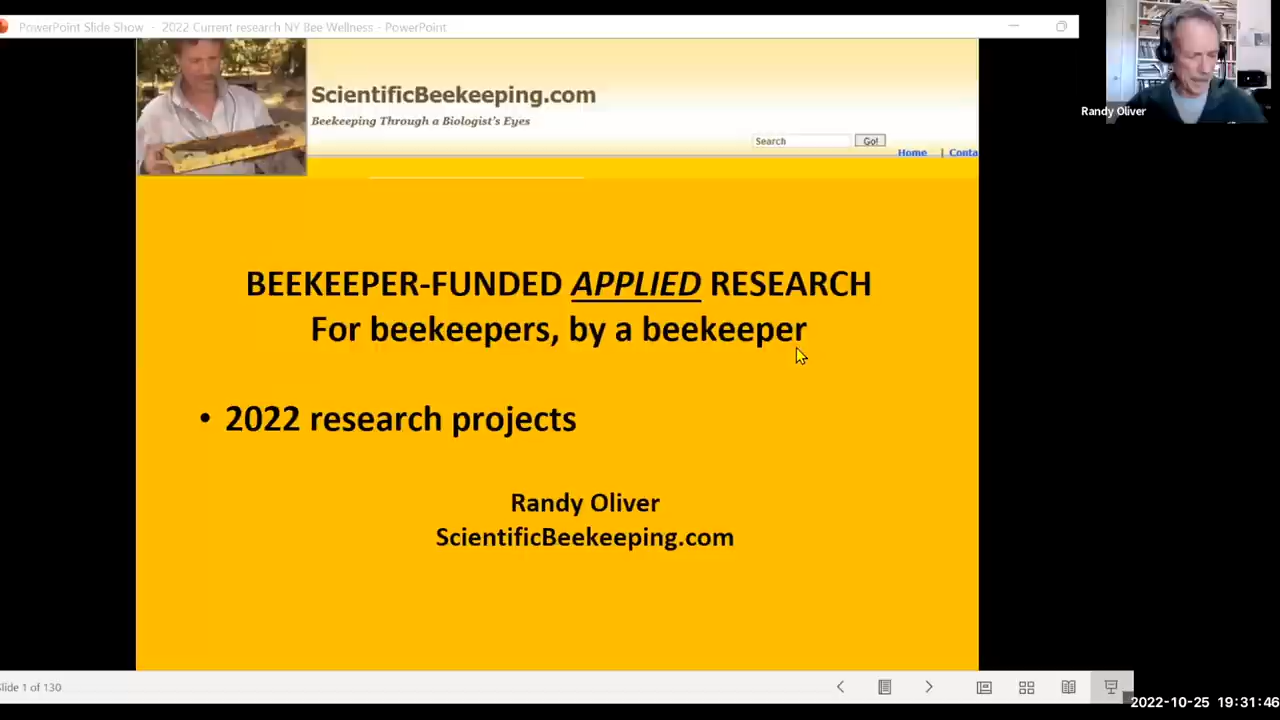 PowerPoint Slide Show - 2022 Current research NY Bee Wellness - PowerPoint
ScientificBeekeeping.com
Beekeeping Through a Biologist's Eyes
Search
Go!
Home | Conta
Randy Oliver
BEEKEEPER-FUNDED APPLIED RESEARCH
For beekeepers, by a beekeeper
• 2022 research projects
Randy Oliver
ScientificBeekeeping.com
lide 1 of 130
2022-10-25 19:31:46